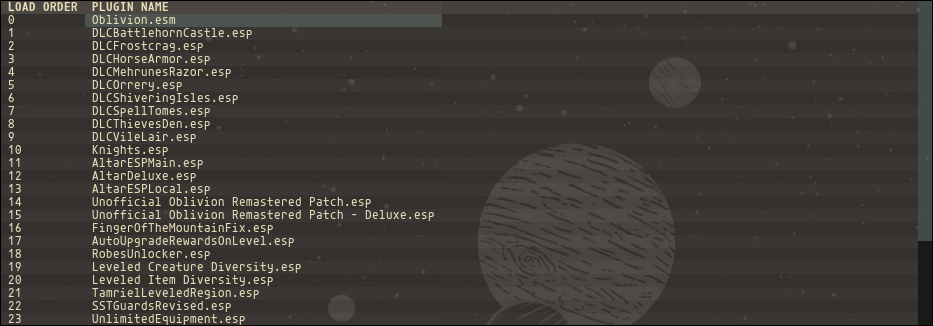 LOAD ORDER PLUGIN NAME
0 Oblivion.esm
1 DLCBattlehornCastle.esp
2 DLCFrostcrag.esp
3 DLCHorseArmor.esp
4 DLCMehrunesRazor.esp
5 DLCOrrery.esp
6 DLCShiveringIsles.esp
7 DLCSpellTomes.esp
8 DLCThievesDen.esp
9 DLCVileLair.esp
10 Knights.esp
11 AltarESPMain.esp
12 AltarDeluxe.esp
13 AltarESPLocal.esp
14 Unofficial Oblivion Remastered Patch.esp
15 Unofficial Oblivion Remastered Patch - Deluxe.esp
16 FingerOfTheMountainFix.esp
17 AutoUpgradeRewardsOnLevel.esp
18 RobesUnlocker.esp
19 Leveled Creature Diversity.esp
20 Leveled Item Diversity.esp
21 TamrielLeveledRegion.esp
22 SSTGuardsRevised.esp
23 UnlimitedEquipment.esp